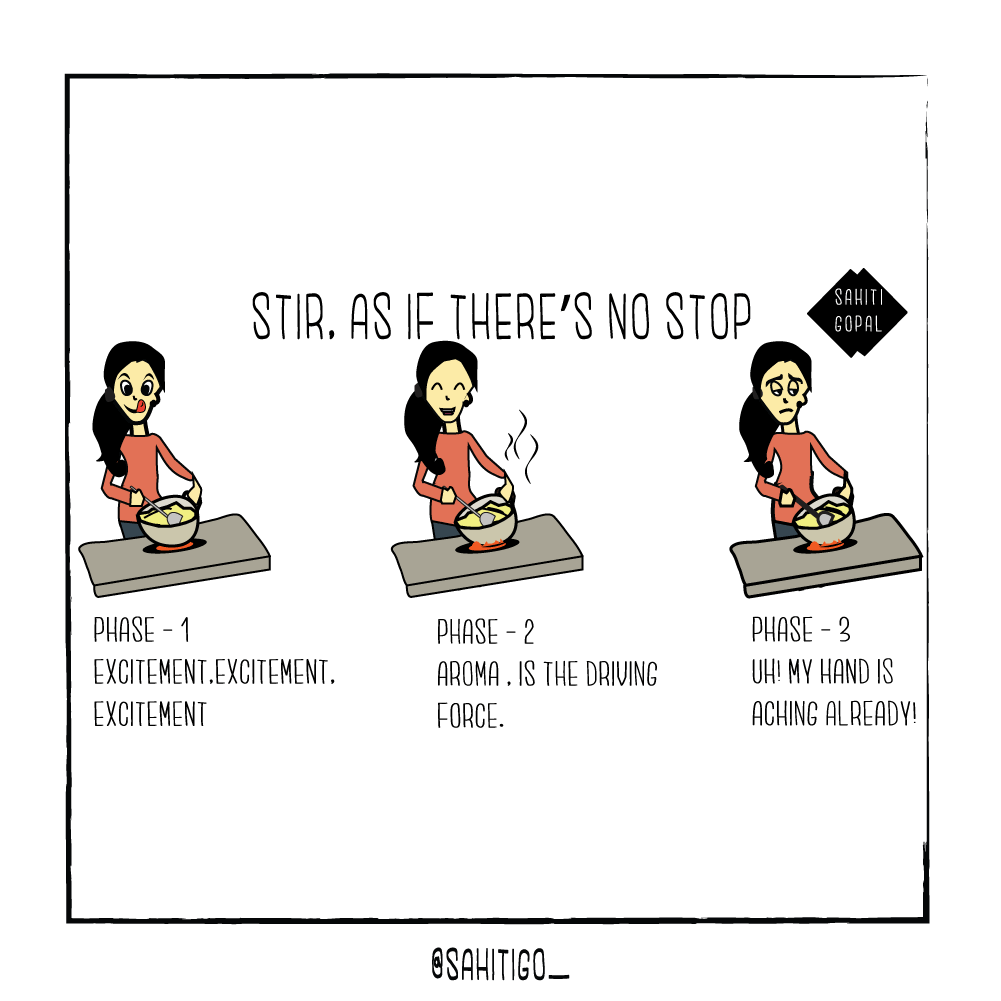 STIR, AS IF THERE'S NO STOP
SAHITI
GOPAL
PHASE - 1
EXCITEMENT,EXCITEMENT,
EXCITEMENT
PHASE - 2
AROMA , IS THE DRIVING
FORCE.
PHASE - 3
UH! MY HAND IS
ACHING ALREADY!
@SAHITIGO_